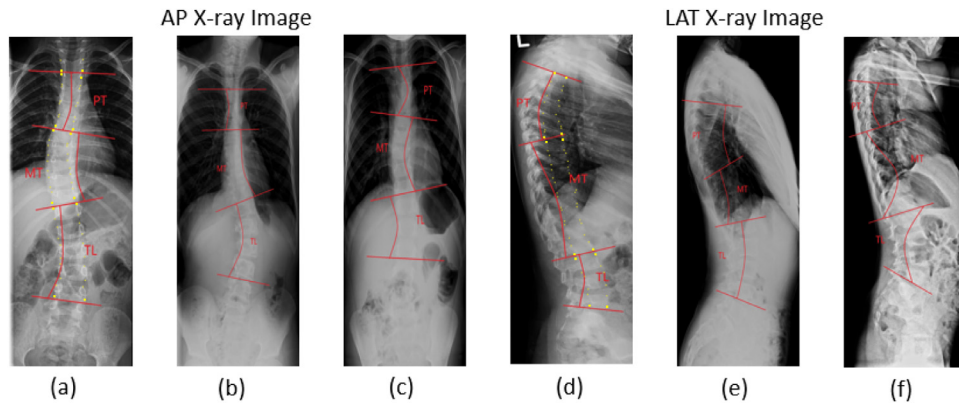 AP X-ray Image
LAT X-ray Image
PT
MT
TL
PT
MT
TL
PT
MT
TL
L
PT
MT
TL
PT
MT
TL
PT
MT
TL
(a)
(b)
(c)
(d)
(e)
(f)